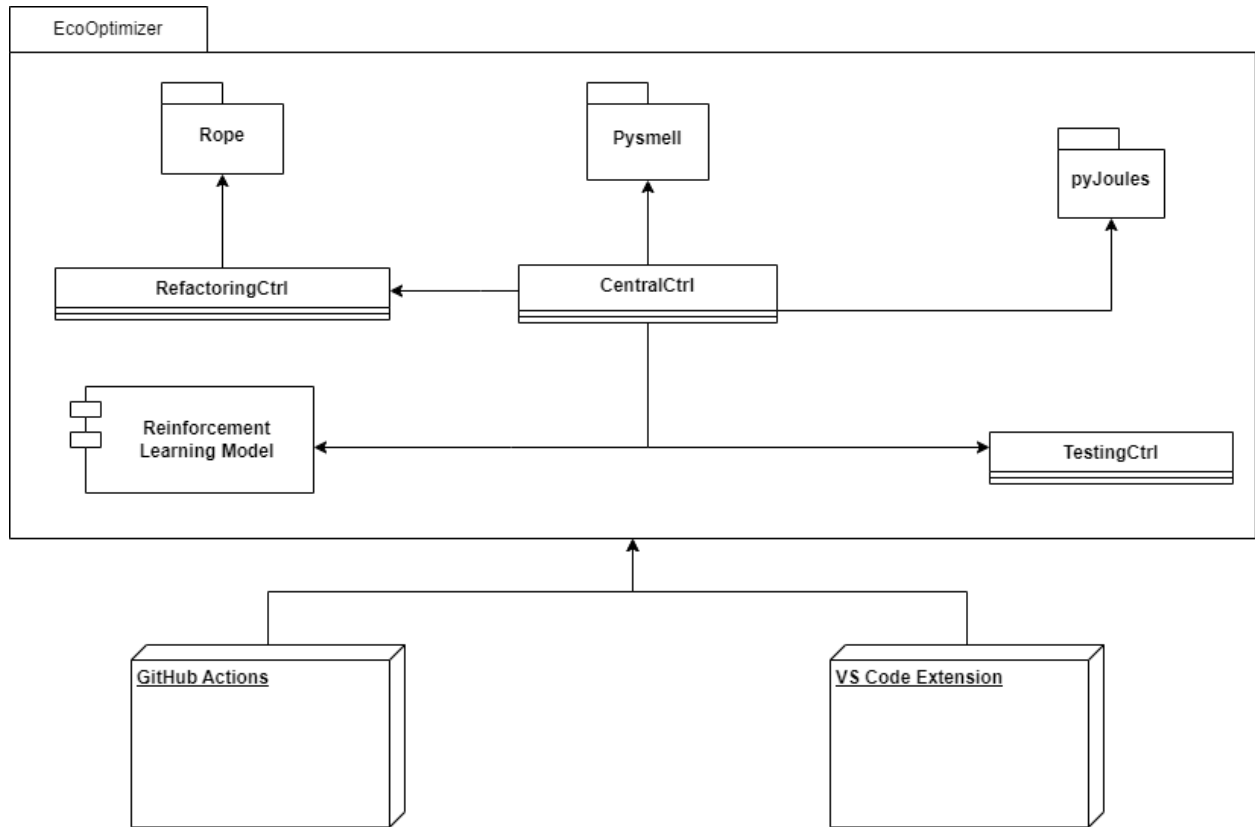 EcoOptimizer
Rope
Pysmell
pyJoules
RefactoringCtrl
CentralCtrl
Reinforcement
Learning Model
TestingCtrl
GitHub Actions
VS Code Extension